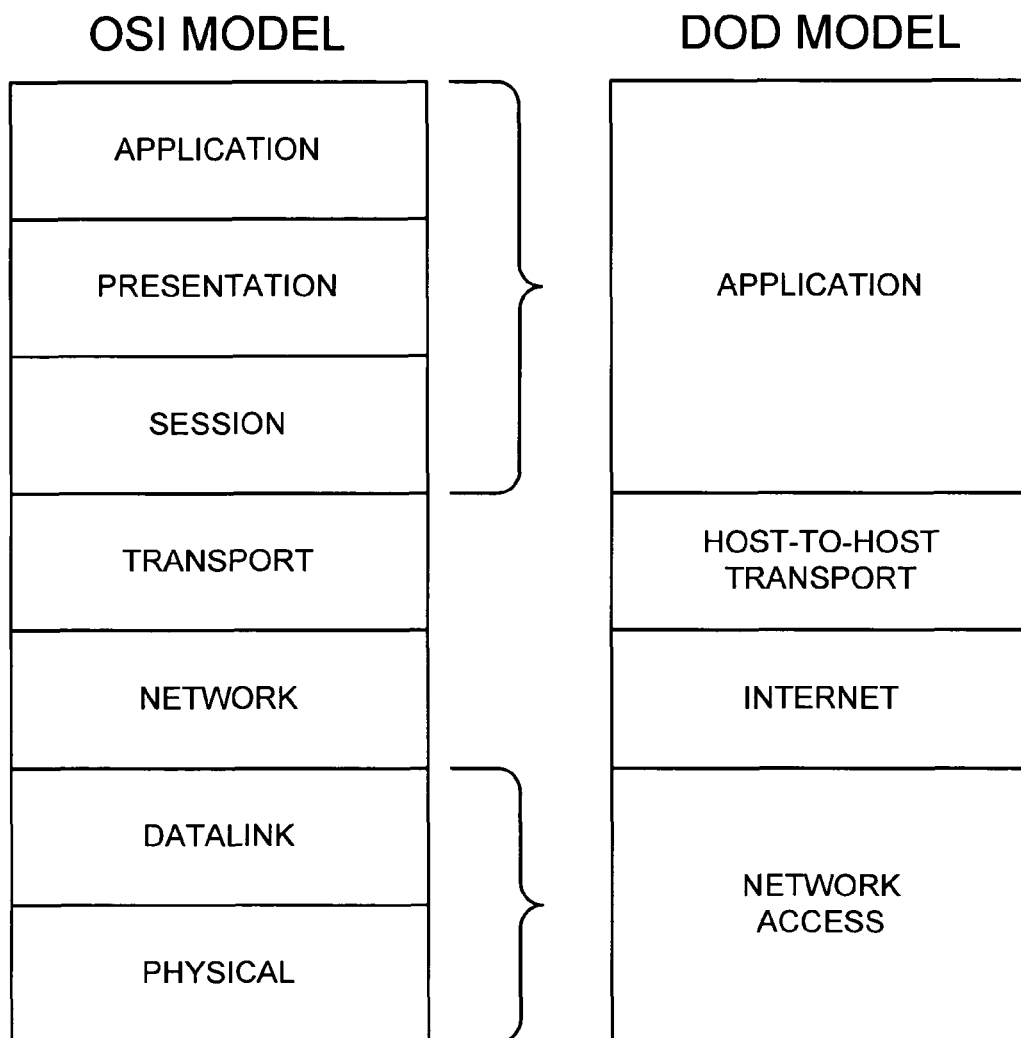 OSI MODEL
DOD MODEL
APPLICATION
PRESENTATION
SESSION
TRANSPORT
NETWORK
DATALINK
PHYSICAL
APPLICATION
HOST-TO-HOST
TRANSPORT
INTERNET
NETWORK
ACCESS